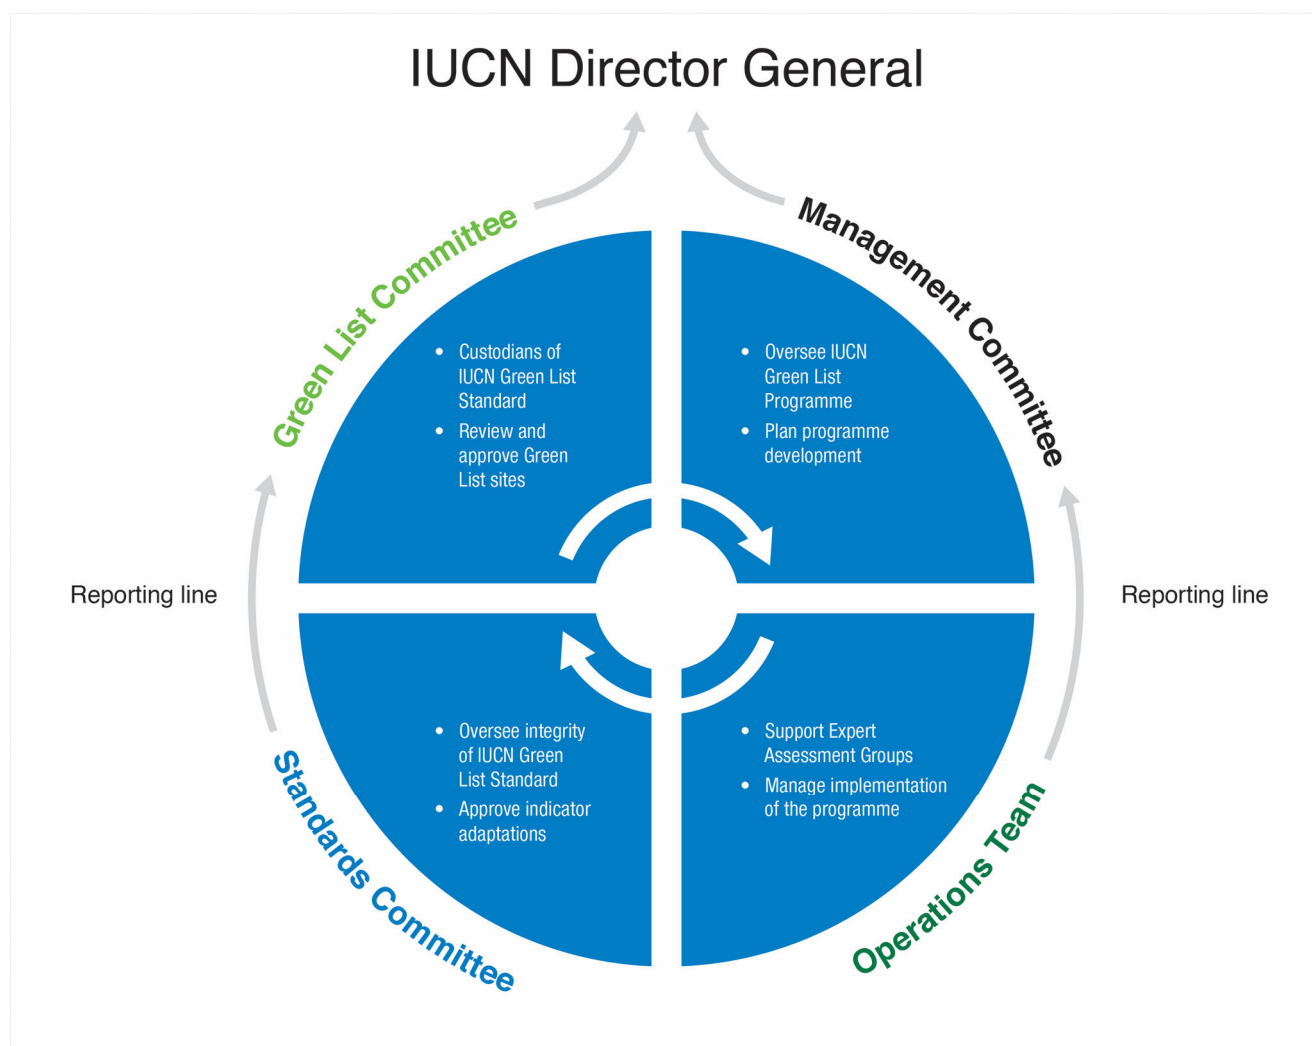 IUCN Director General
Green List Committee
Management Committee
• Custodians of
IUCN Green List
Standard
• Review and
approve Green
List sites
• Oversee IUCN
Green List
Programme
• Plan programme
development
Reporting line
Reporting line
• Oversee integrity
of IUCN Green
List Standard
• Approve indicator
adaptations
• Support Expert
Assessment Groups
• Manage implementation
of the programme
Standards Committee
Operations Team